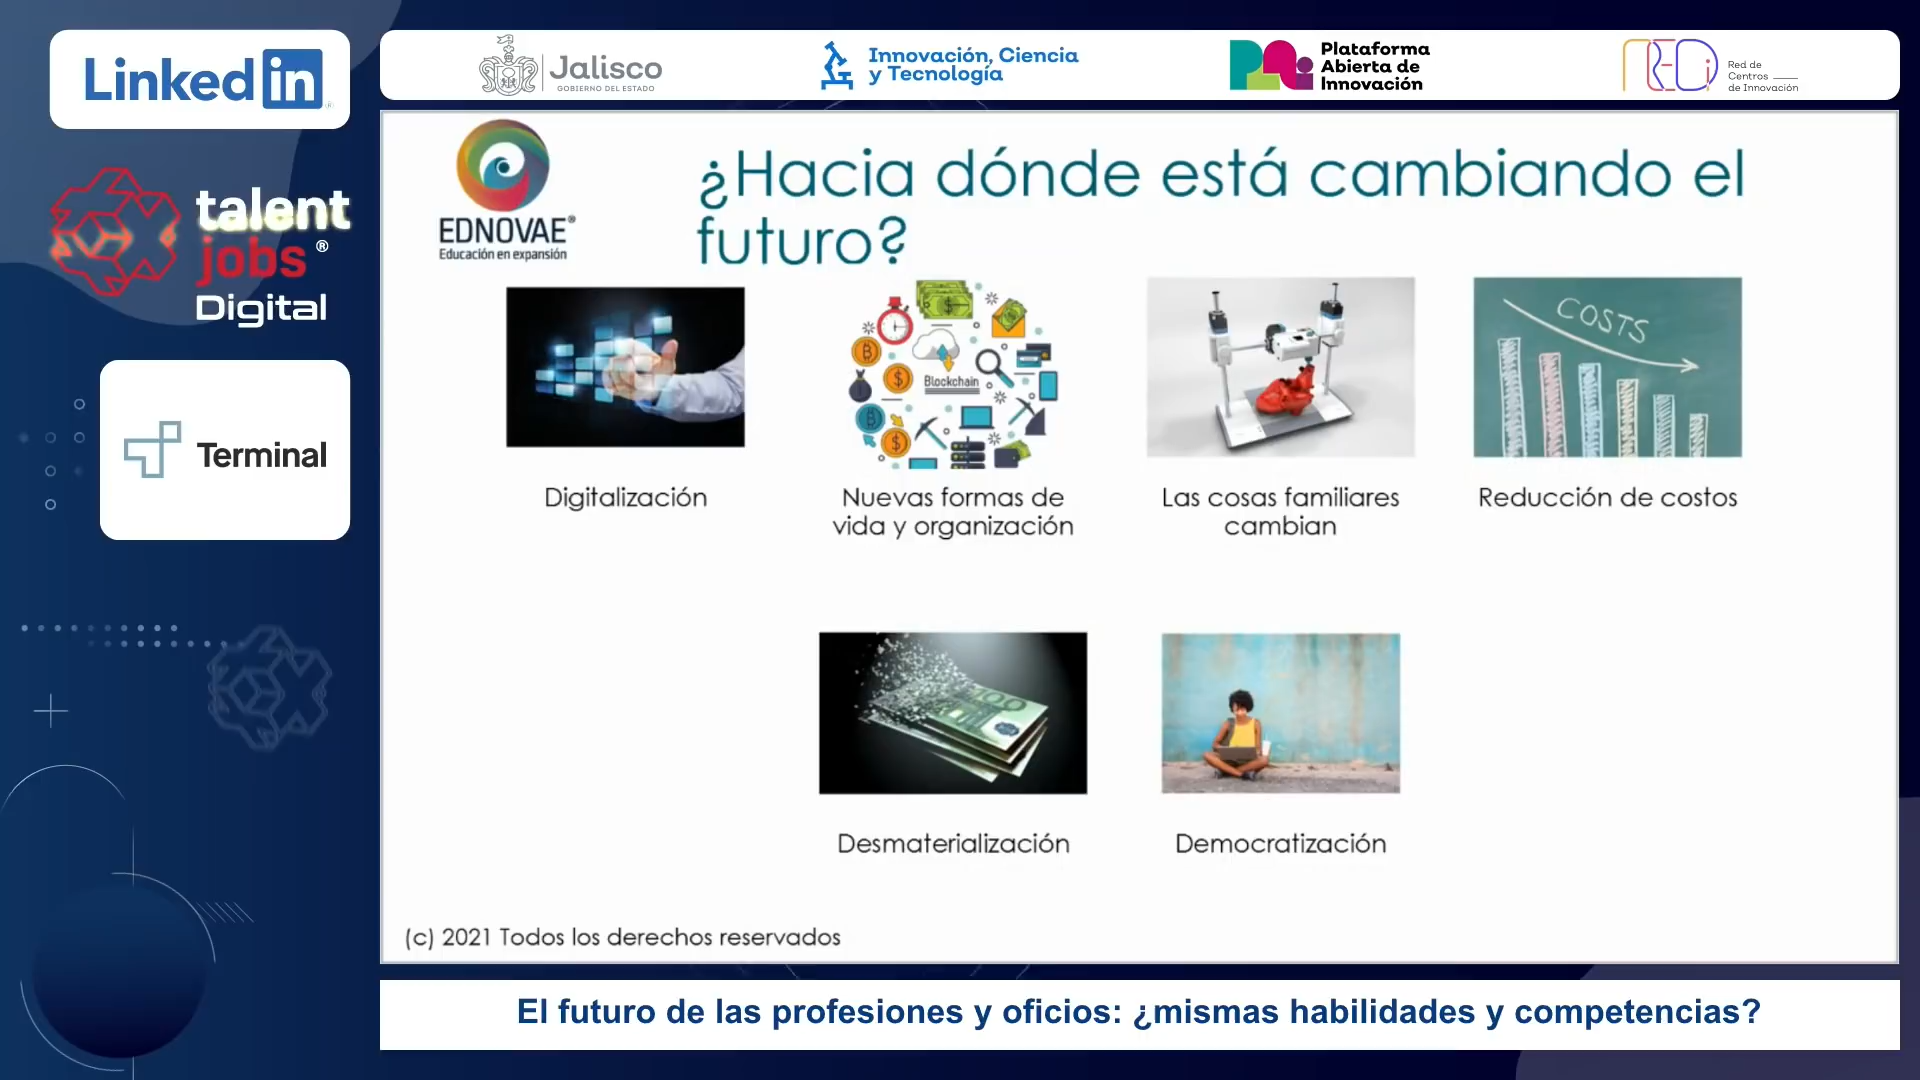 Linked in
Jalisco
GOBIERNO DEL ESTADO
Innovación, Ciencia
y Tecnología
Plataforma
Abierta de
Innovación
REDi
Red de
Centros
de Innovación
talent
jobs ®
Digital
Terminal
EDNOVAE®
Educación en expansión
¿Hacia dónde está cambiando el
futuro?
Blockchain
COSTS
Digitalización
Nuevas formas de
vida y organización
Las cosas familiares
cambian
Reducción de costos
100
Desmaterialización
Democratización
(c) 2021 Todos los derechos reservados
El futuro de las profesiones y oficios: ¿mismas habilidades y competencias?